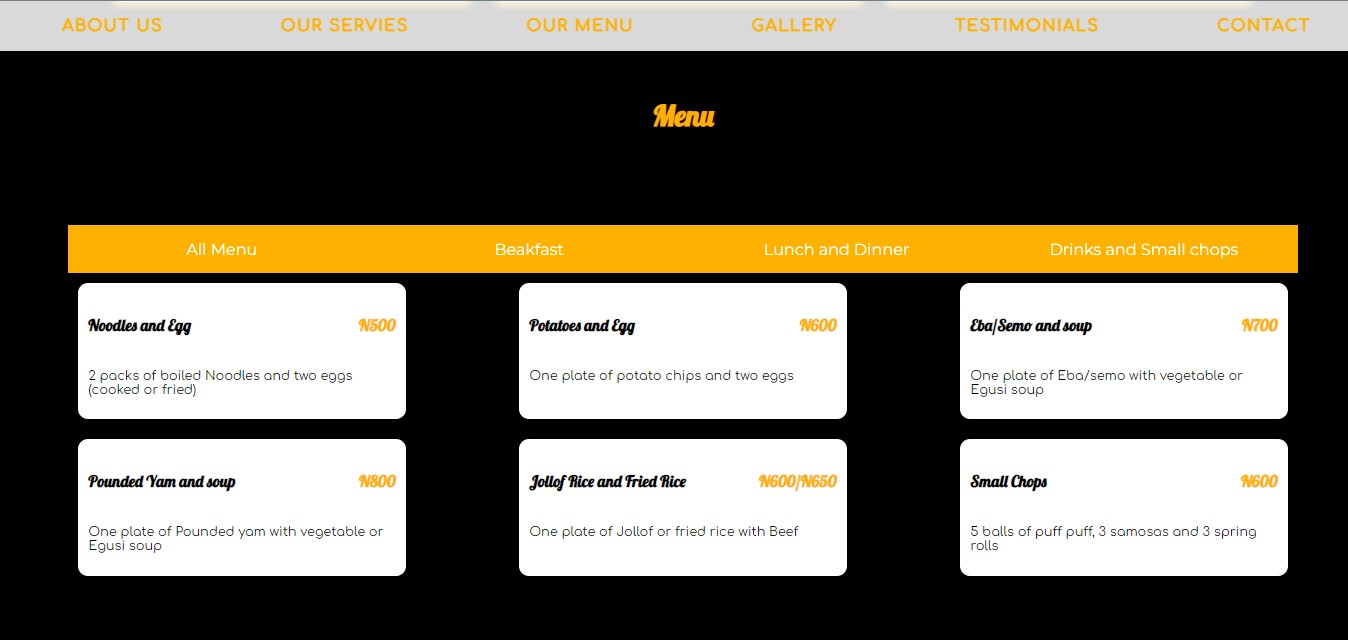 ABOUT US OUR SERVIES OUR MENU GALLERY TESTIMONIALS CONTACT
Menu
All Menu Beakfast Lunch and Dinner Drinks and Small chops
Noodles and Egg N500
2 packs of boiled Noodles and two eggs
(cooked or fried)
Potatoes and Egg N600
One plate of potato chips and two eggs
Eba/Semo and soup N700
One plate of Eba/semo with vegetable or
Egusi soup
Pounded Yam and soup N800
One plate of Pounded yam with vegetable or
Egusi soup
Jollof Rice and Fried Rice N600/N650
One plate of Jollof or fried rice with Beef
Small Chops N600
5 balls of puff puff, 3 samosas and 3 spring
rolls